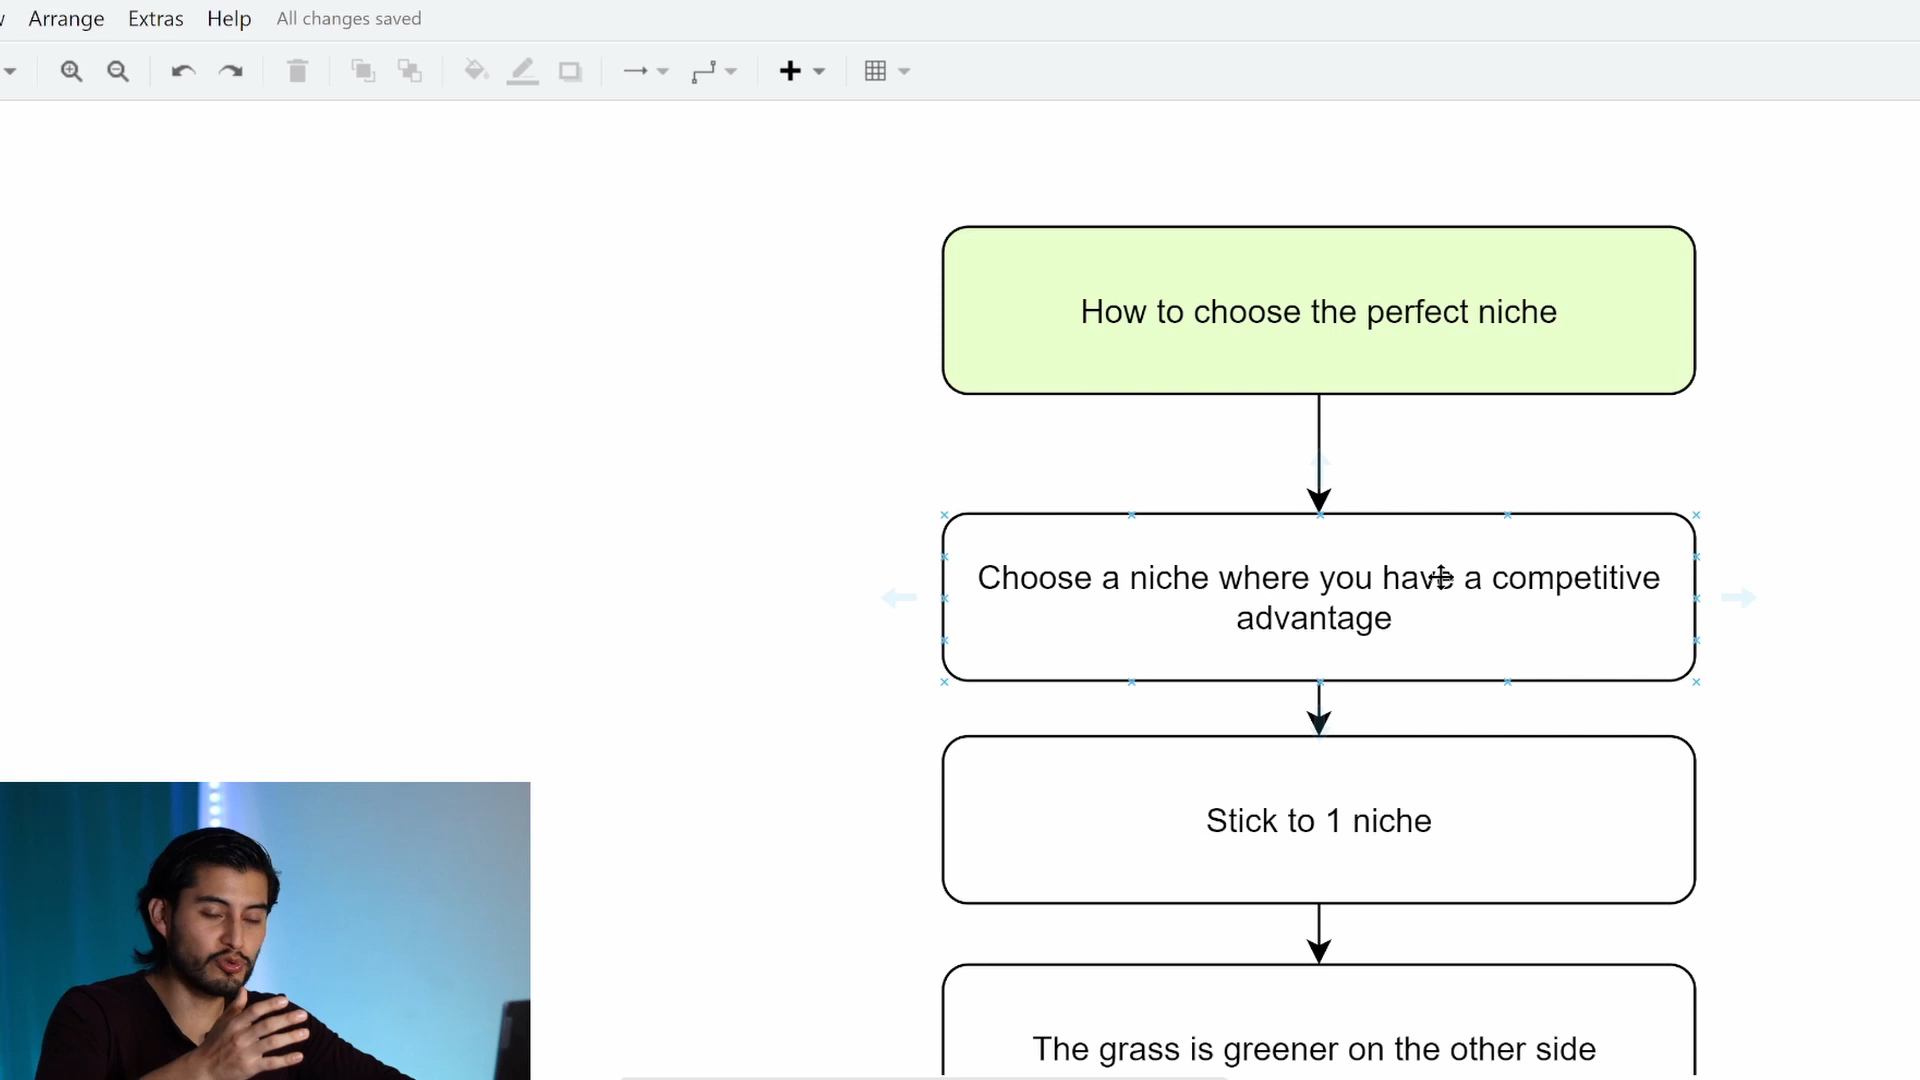 Arrange Extras Help All changes saved
How to choose the perfect niche
Choose a niche where you have a competitive
advantage
Stick to 1 niche
The grass is greener on the other side